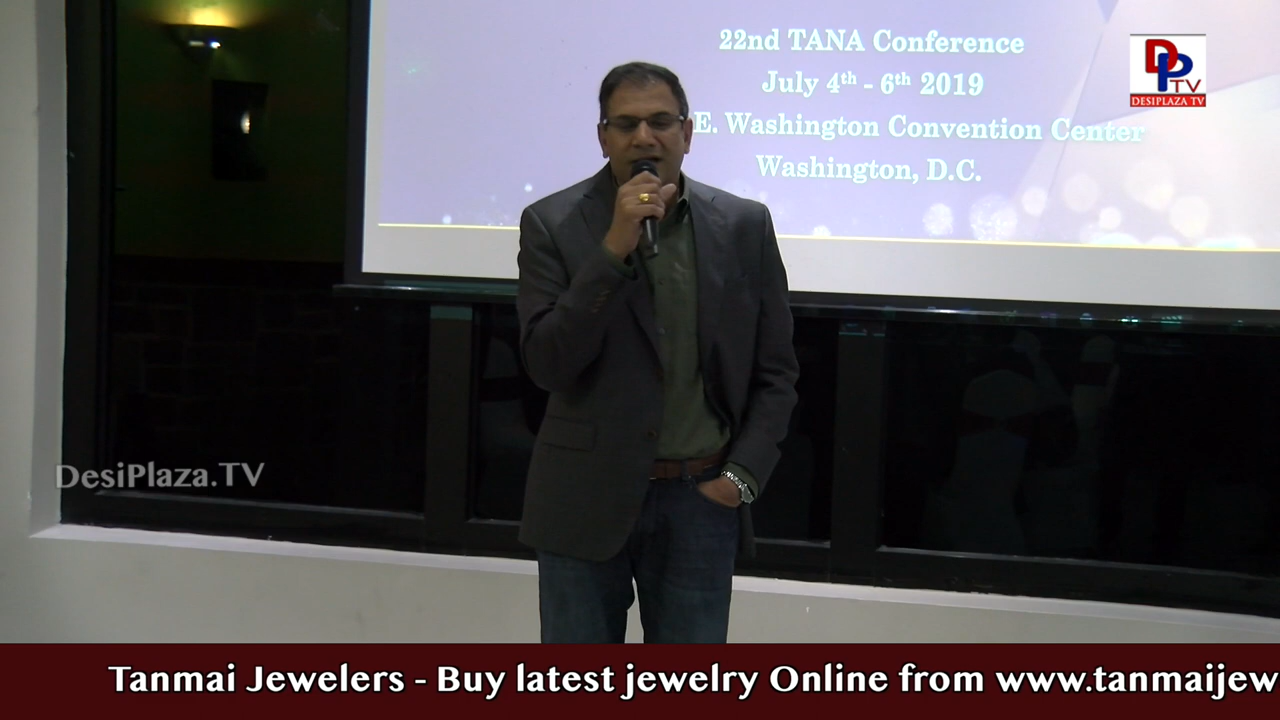 22nd TANA Conference
July 4th - 6th 2019
E. Washington Convention Center
Washington, D.C.
DP
TV
DESIPLAZA TV
DesiPlaza.TV
Tanmai Jewelers - Buy latest jewelry Online from www.tanmaijew